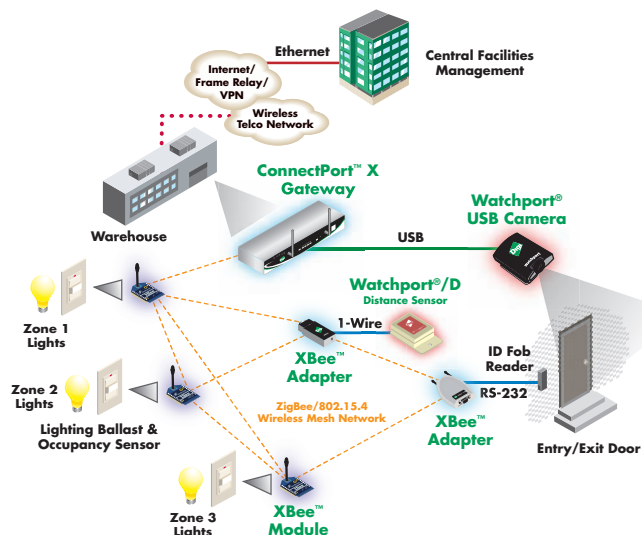 Ethernet
Central Facilities
Management
Internet/
Frame Relay/
VPN
Wireless
Telco Network
ConnectPort™ X
Gateway
Watchport®
USB Camera
Warehouse
USB
Digi
Watchport®/D
Distance Sensor
1-Wire
Zone 1
Lights
XBee™
Adapter
ID Fob
Reader
RS-232
Zone 2
Lights
Lighting Ballast &
Occupancy Sensor
ZigBee/802.15.4
Wireless Mesh Network
XBee™
Adapter
Entry/Exit Door
Zone 3
Lights
XBee™
Module